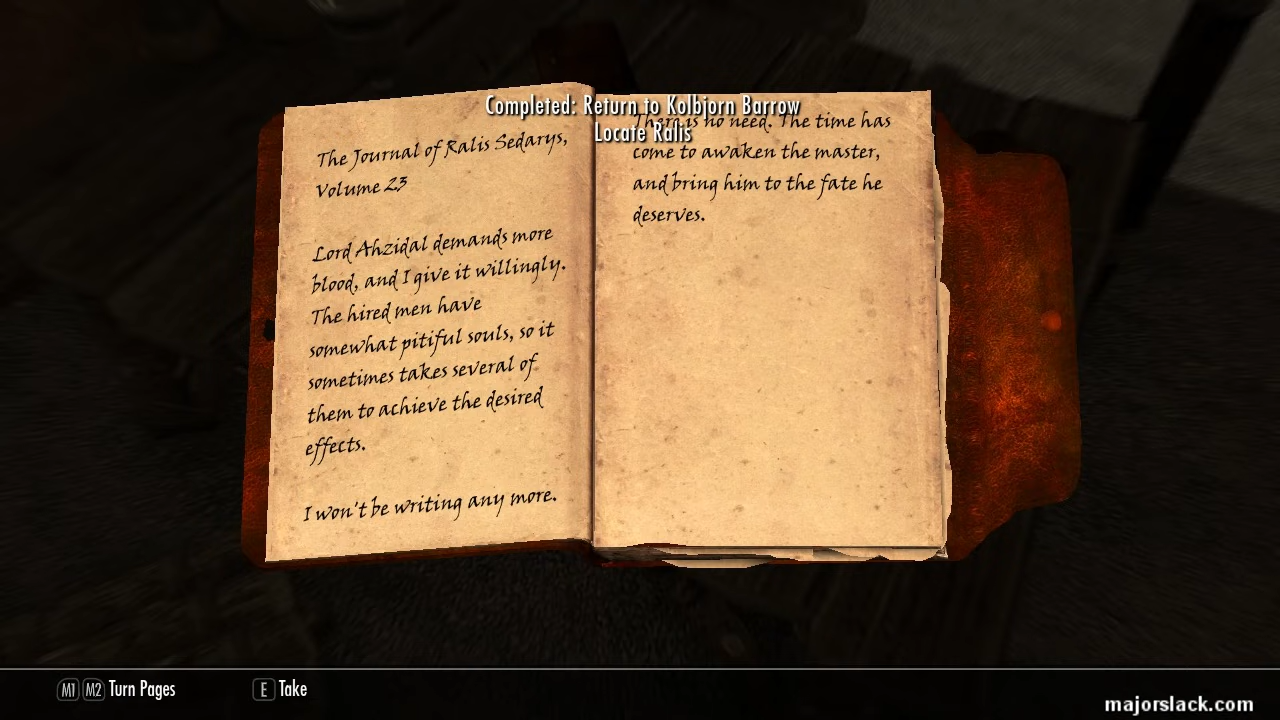 Completed: Return to Kolbjorn Barrow
Locate Ralis
The Journal of Ralis Sedarys,
Volume 23
Lord Ahzidal demands more
blood, and I give it willingly.
The hired men have
somewhat pitiful souls, so it
sometimes takes several of
them to achieve the desired
effects.
I won't be writing any more.
There is no need. The time has
come to awaken the master,
and bring him to the fate he
deserves.
M1 M2 Turn Pages
E Take
majorslack.com